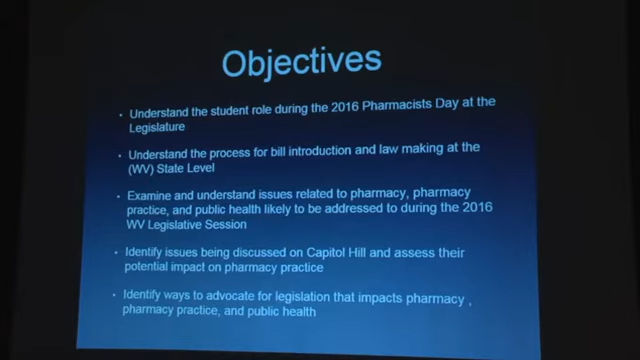 Objectives
• Understand the student role during the 2016 Pharmacists Day at the
Legislature
• Understand the process for bill introduction and law making at the
(WV) State Level
• Examine and understand issues related to pharmacy, pharmacy
practice, and public health likely to be addressed to during the 2016
WV Legislative Session
• Identify issues being discussed on Capitol Hill and assess their
potential impact on pharmacy practice
• Identify ways to advocate for legislation that impacts pharmacy ,
pharmacy practice, and public health